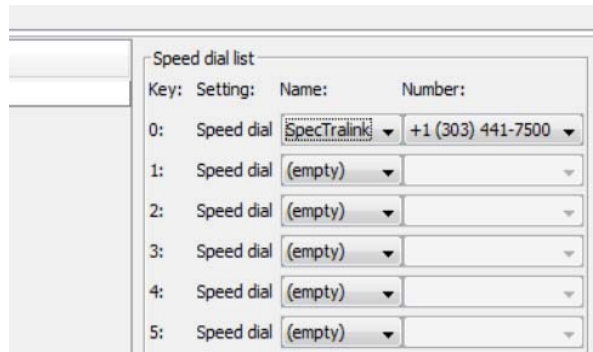 Speed dial list
Key: Setting: Name: Number:
0: Speed dial SpecTralink +1 (303) 441-7500
1: Speed dial (empty)
2: Speed dial (empty)
3: Speed dial (empty)
4: Speed dial (empty)
5: Speed dial (empty)